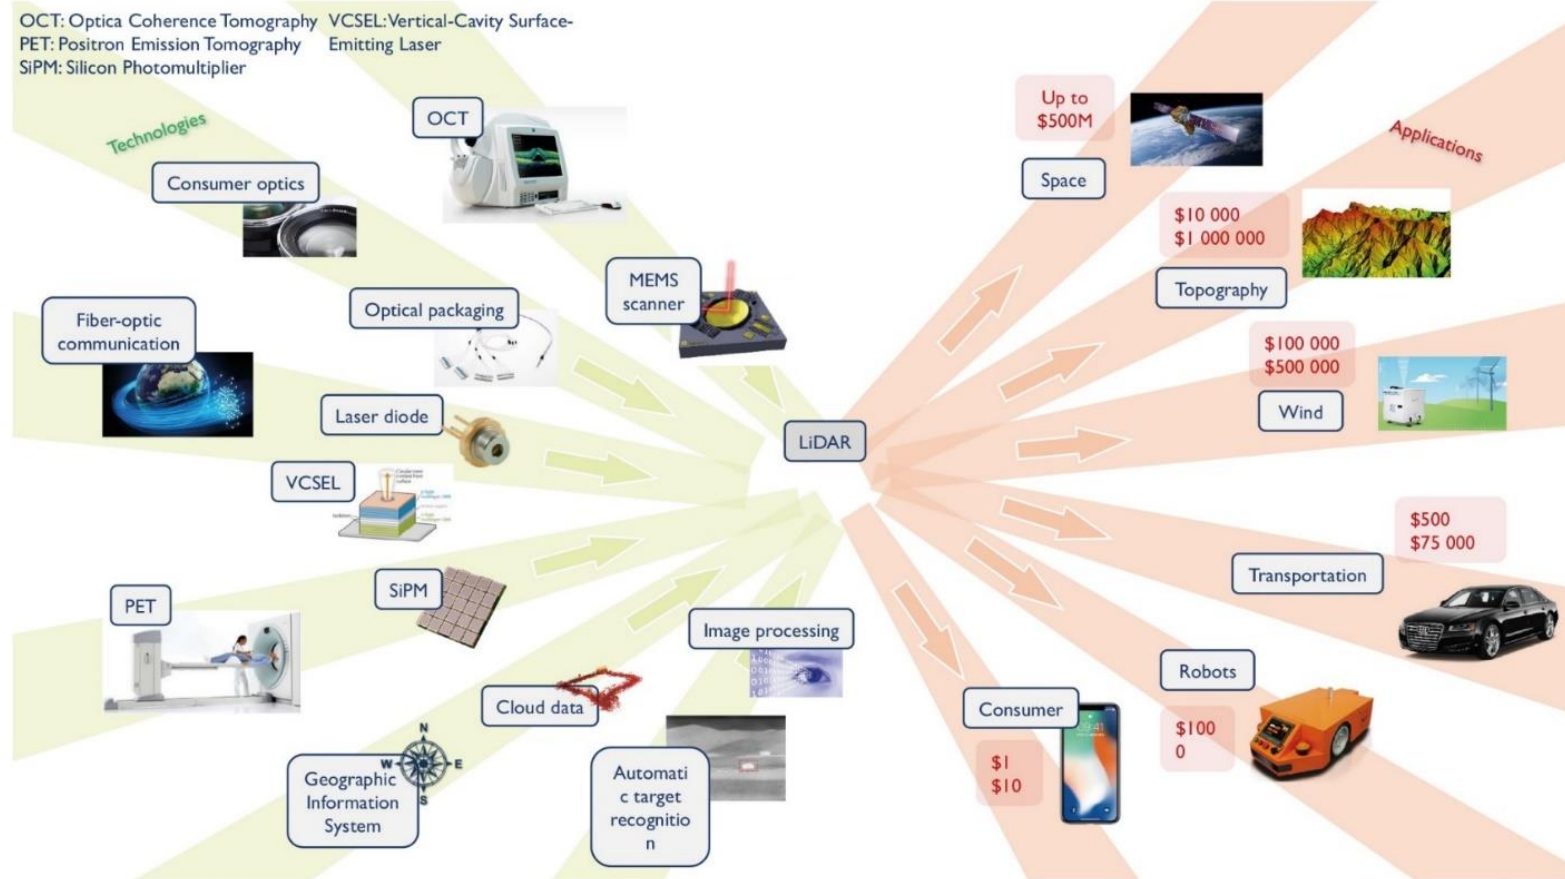 OCT: Optica Coherence Tomography
PET: Positron Emission Tomography
SiPM: Silicon Photomultiplier
VCSEL: Vertical-Cavity Surface-
Emitting Laser
Technologies
OCT
Consumer optics
MEMS
scanner
Optical packaging
Fiber-optic
communication
Laser diode
VCSEL
SiPM
PET
Image processing
Cloud data
N
W
E
S
Geographic
Information
System
Automati
c target
recognitio
n
LiDAR
Applications
Up to
$500M
Space
$10 000
$1 000 000
Topography
$100 000
$500 000
Wind
$500
$75 000
Transportation
Robots
$100
0
Consumer
$1
$10
09:41